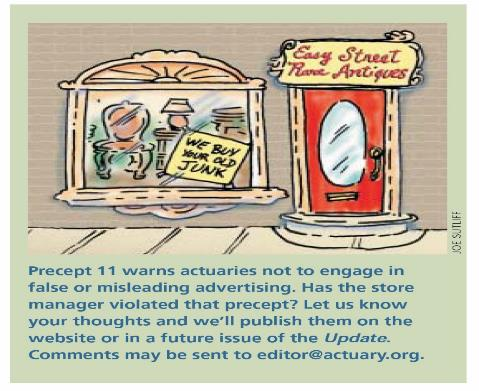 Easy Street
Rare Antiques
WE BUY
YOUR OLD
JUNK
JOE SUTLIFF
Precept 11 warns actuaries not to engage in
false or misleading advertising. Has the store
manager violated that precept? Let us know
your thoughts and we'll publish them on the
website or in a future issue of the Update.
Comments may be sent to editor@actuary.org.